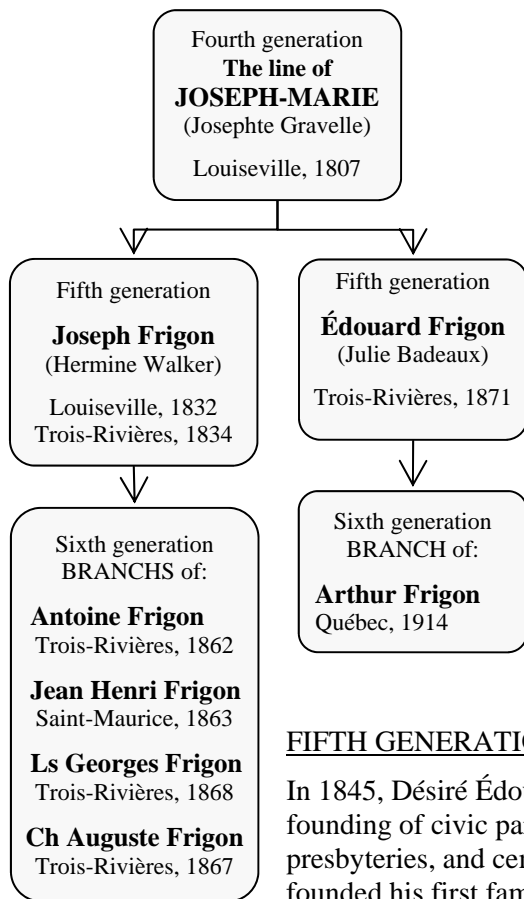 Fourth generation
The line of
JOSEPH-MARIE
(Josephte Gravelle)
Louiseville, 1807
Fifth generation
Joseph Frigon
(Hermine Walker)
Louiseville, 1832
Trois-Rivières, 1834
Fifth generation
Édouard Frigon
(Julie Badeaux)
Trois-Rivières, 1871
Sixth generation
BRANCHS of:
Antoine Frigon
Trois-Rivières, 1862
Jean Henri Frigon
Saint-Maurice, 1863
Ls Georges Frigon
Trois-Rivières, 1868
Ch Auguste Frigon
Trois-Rivières, 1867
Sixth generation
BRANCH of:
Arthur Frigon
Québec, 1914
FIFTH
In 1845, Désiré
founding of civic
presbyteries, and
founded his first